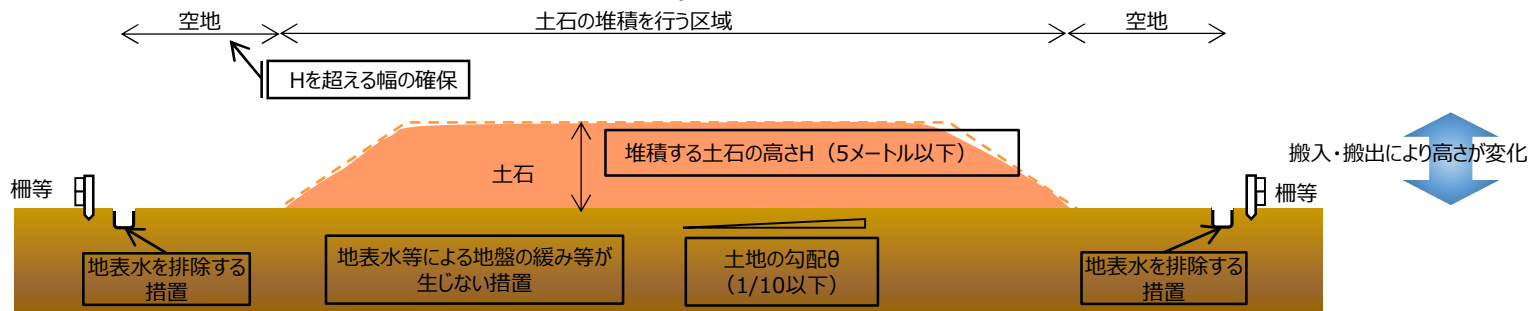 空地
土石の堆積を行う区域
空地
Hを超える幅の確保
堆積する土石の高さH（5メートル以下）
搬入・搬出により高さが変化
土石
柵等
柵等
地表水を排除する
措置
地表水等による地盤の緩み等が
生じない措置
土地の勾配θ
（1/10以下）
地表水を排除する
措置